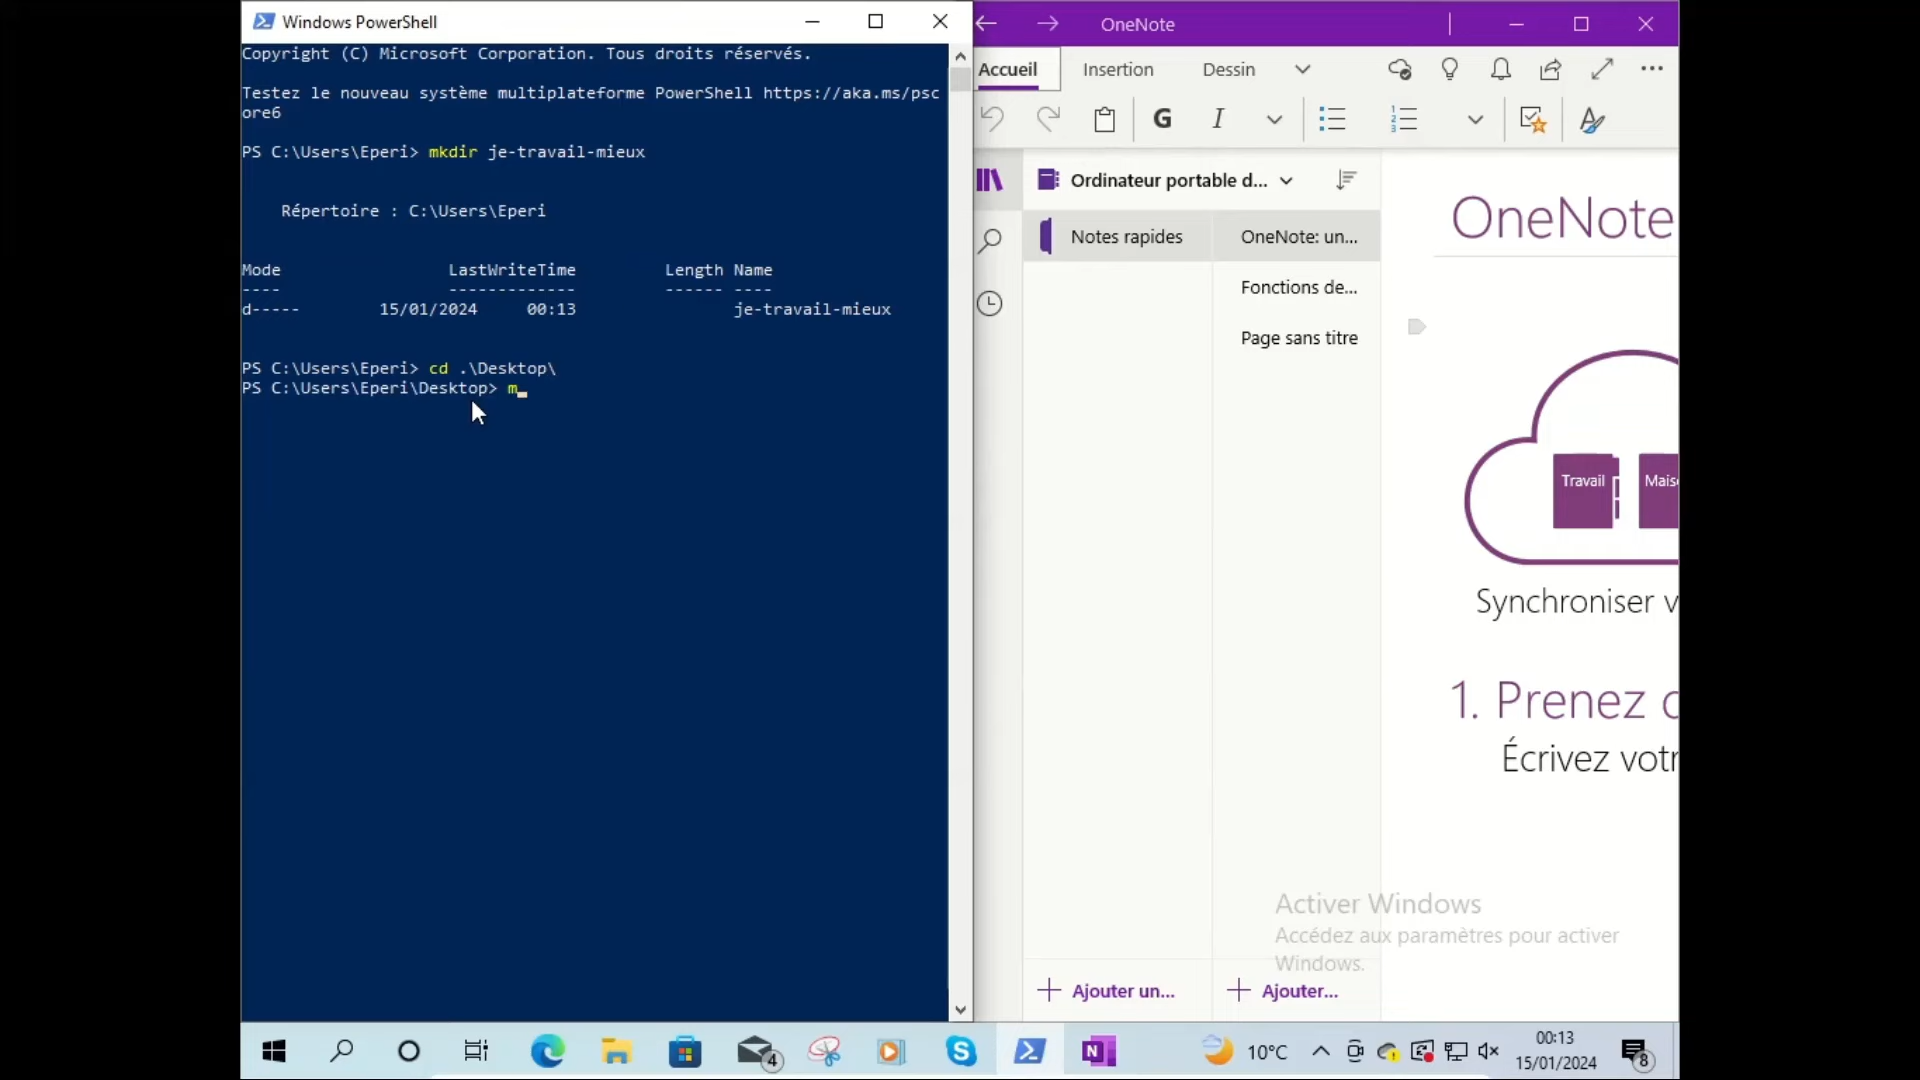 Windows PowerShell
Copyright (C) Microsoft Corporation. Tous droits réservés.
Testez le nouveau système multiplateforme PowerShell https://aka.ms/psc
ore6
PS C:\Users\Eperi> mkdir je-travail-mieux
Répertoire : C:\Users\Eperi
Mode LastWriteTime Length Name
---- ------------- ------ ----
d----- 15/01/2024 00:13 je-travail-mieux
PS C:\Users\Eperi> cd .\Desktop\
PS C:\Users\Eperi\Desktop> m_
OneNote
Accueil Insertion Dessin
G I
Ordinateur portable d...
Notes rapides
OneNote: un...
Fonctions de...
Page sans titre
OneNote
Travail
Mais
Synchroniser v
1. Prenez
Écrivez votr
Activer Windows
Accédez aux paramètres pour activer
Windows.
Ajouter un...
Ajouter...
4
N
10°C
00:13
15/01/2024
8